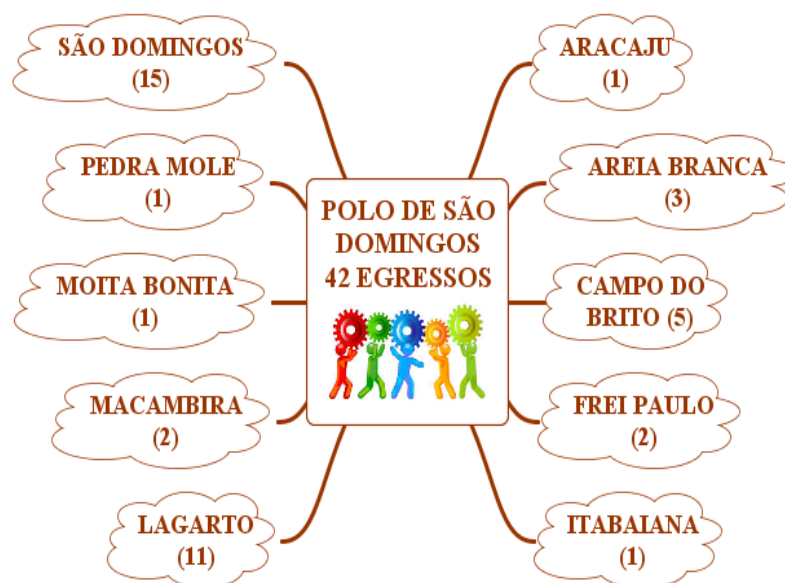 SÃO DOMINGOS
(15)
PEDRA MOLE
(1)
MOITA BONITA
(1)
MACAMBIRA
(2)
LAGARTO
(11)
POLO DE SÃO
DOMINGOS
42 EGRESSOS
ARACAJU
(1)
AREIA BRANCA
(3)
CAMPO DO
BRITO (5)
FREI PAULO
(2)
ITABAIANA
(1)